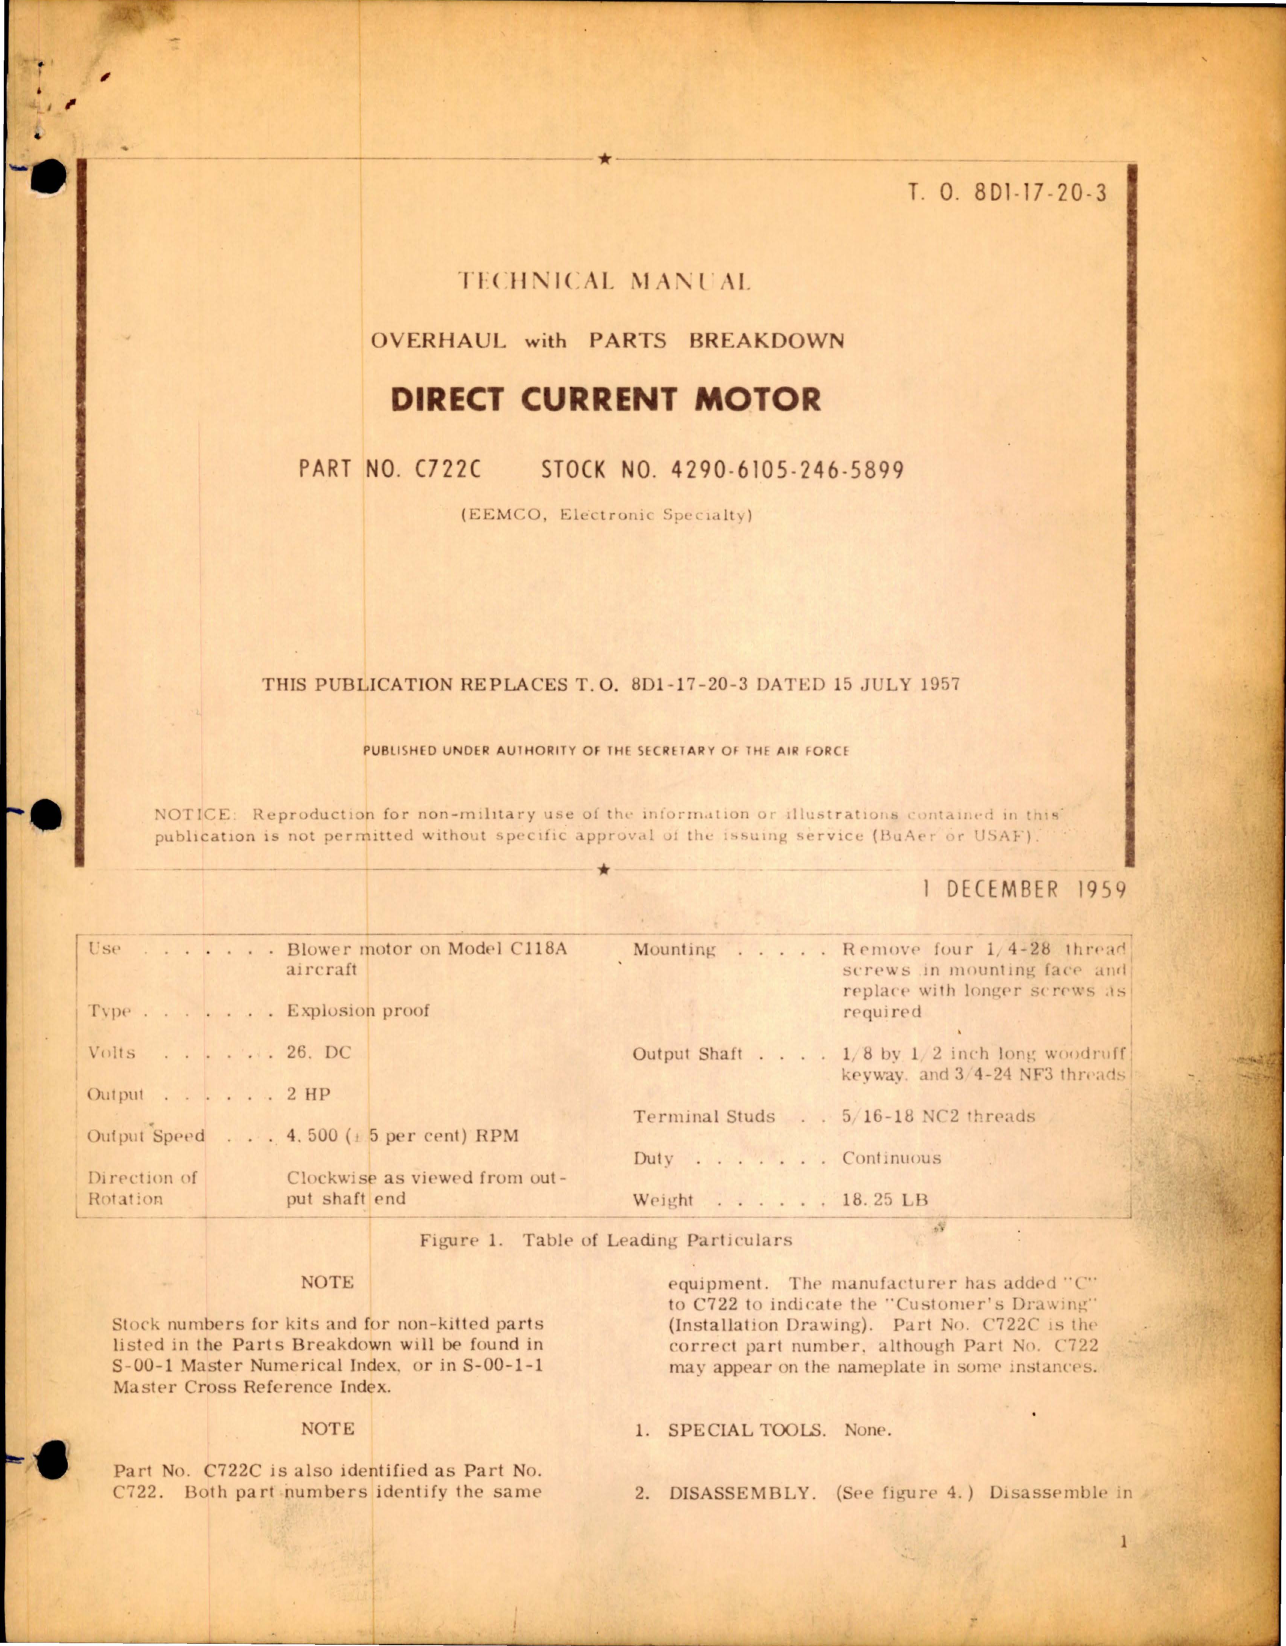 T. O. 8D1-17-20-3
TECHNICAL MANUAL
OVERHAUL with PARTS BREAKDOWN
DIRECT CURRENT MOTOR
PART NO. C722C STOCK NO. 4290-6105-246-5899
(EEMCO, Electronic Specialty)
THIS PUBLICATION REPLACES T. O. 8D1-17-20-3 DATED 15 JULY 1957
PUBLISHED UNDER AUTHORITY OF THE SECRETARY OF THE AIR FORCE
NOTICE: Reproduction for non-military use of the information or illustrations contained in this
publication is not permitted without specific approval of the issuing service (BuAer or USAF).
1 DECEMBER 1959
Use . . . . . . . Blower motor on Model C118A
aircraft
Type . . . . . . . Explosion proof
Volts . . . . . . 26. DC
Output . . . . . . 2 HP
Output Speed . . . 4,500 (± 5 per cent) RPM
Direction of Clockwise as viewed from out-
Rotation put shaft end
Mounting . . . . . Remove four 1/4-28 thread
screws in mounting face and
replace with longer screws as
required
Output Shaft . . . . 1/8 by 1/2 inch long woodruff
keyway, and 3/4-24 NF3 threads
Terminal Studs . . 5/16-18 NC2 threads
Duty . . . . . . . Continuous
Weight . . . . . . 18.25 LB
Figure 1. Table of Leading Particulars
NOTE
Stock numbers for kits and for non-kitted parts
listed in the Parts Breakdown will be found in
S-00-1 Master Numerical Index, or in S-00-1-1
Master Cross Reference Index.
NOTE
Part No. C722C is also identified as Part No.
C722. Both part numbers identify the same
equipment. The manufacturer has added "C"
to C722 to indicate the "Customer's Drawing"
(Installation Drawing). Part No. C722C is the
correct part number, although Part No. C722
may appear on the nameplate in some instances.
1. SPECIAL TOOLS. None.
2. DISASSEMBLY. (See figure 4.) Disassemble in
1